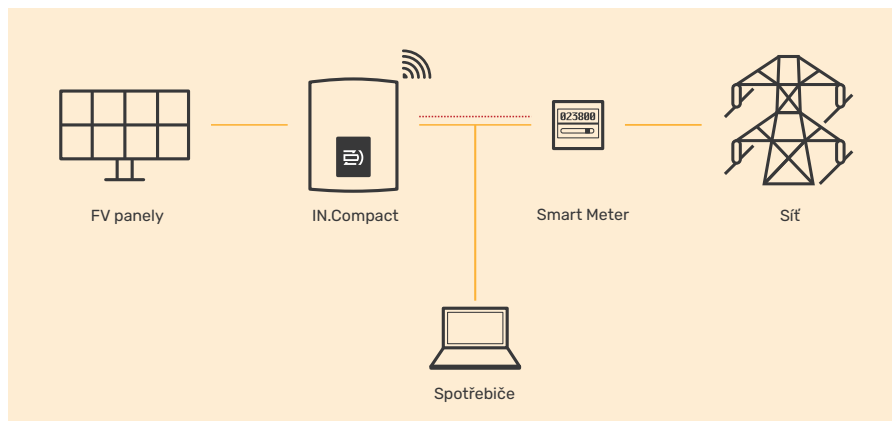 023800
FV panely
IN.Compact
Smart Meter
Síť
Spotřebiče